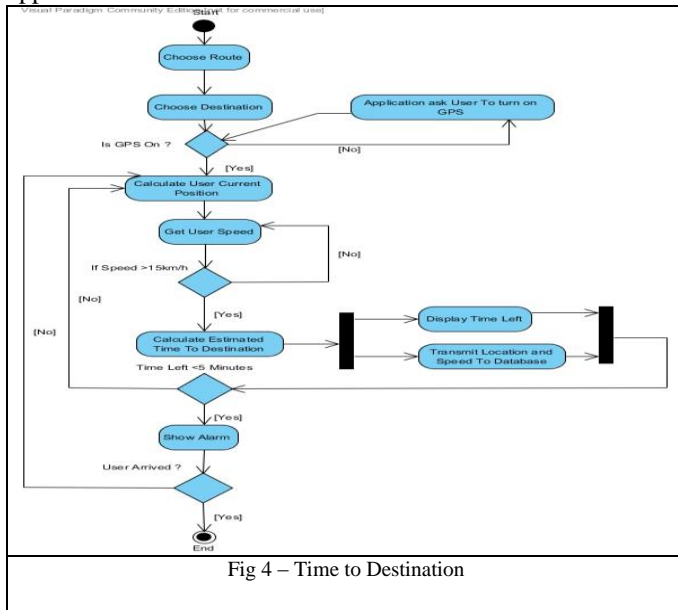 Visual Paradigm Community Edition [not for commercial use]
Start
Choose Route
Choose Destination
Application ask User To turn on
GPS
Is GPS On ?
[No]
[Yes]
Calculate User Current
Position
Get User Speed
[No]
If Speed >15km/h
[No]
[Yes]
[No]
Display Time Left
Calculate Estimated
Time To Destination
Transmit Location and
Speed To Database
Time Left <5 Minutes
[Yes]
Show Alarm
User Arrived ?
[Yes]
End
Fig 4 – Time to Destination